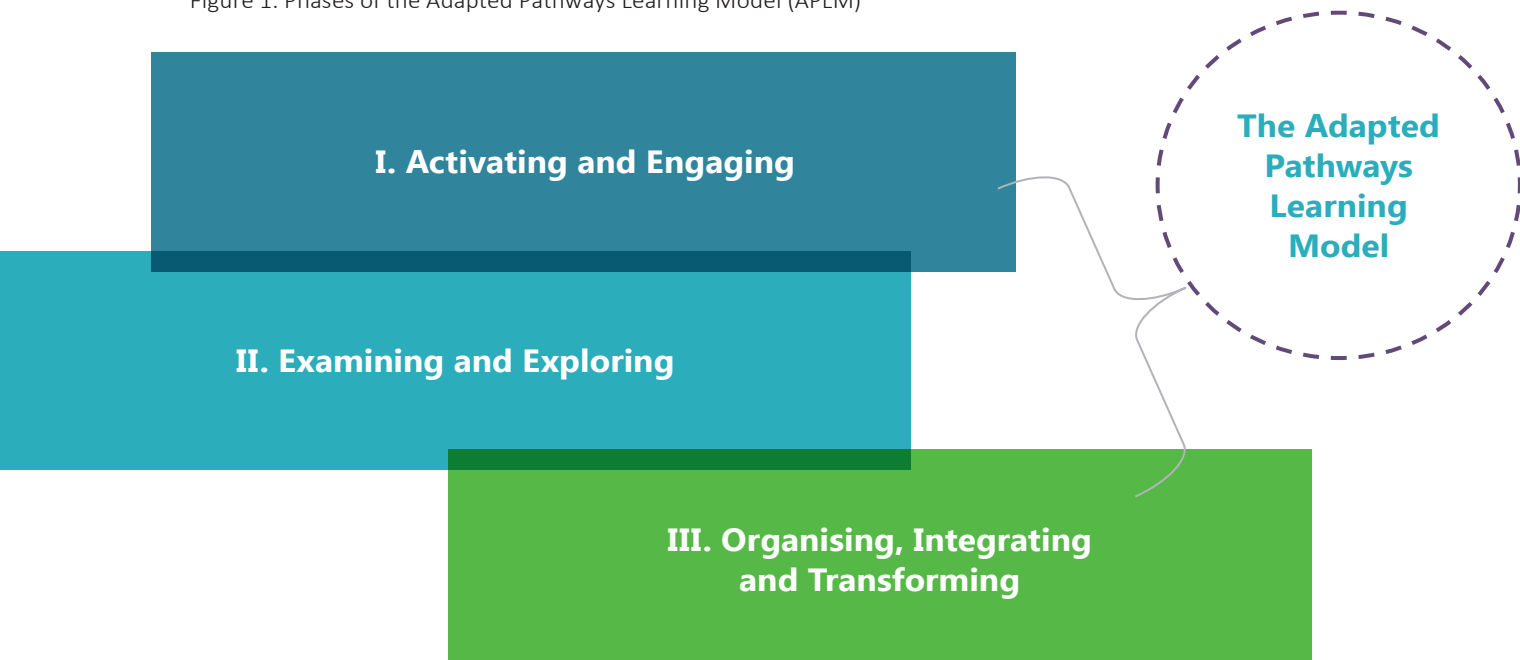 Figure 1. Phases of the Adapted Pathways Learning Model (APLM)
I. Activating and Engaging
The Adapted
Pathways
Learning
Model
II. Examining and Exploring
III. Organising, Integrating
and Transforming